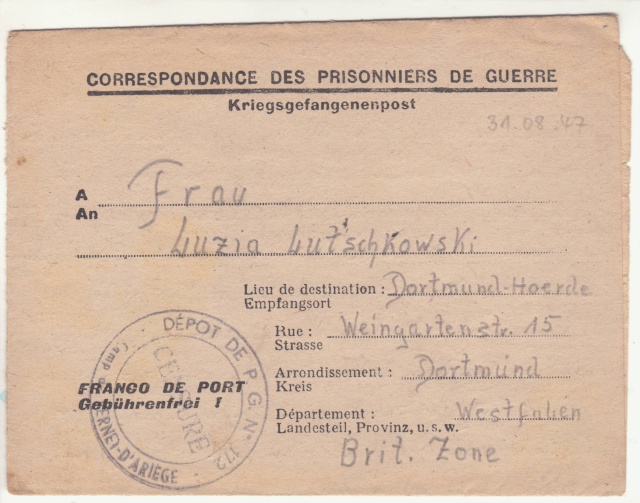 CORRESPONDANCE DES PRISONNIERS DE GUERRE
Kriegsgefangenenpost
31.08.47
A Frau
An
Luzia Lutschkowski
Lieu de destination : Dortmund-Hoerde
Empfangsort
Rue : Weingartenstr. 15
Strasse
Arrondissement : Dortmund
Kreis
Département : Westfalen
Landesteil, Provinz, u.s.w.
Brit. Zone
FRANCO DE PORT
Gebührenfrei !
DÉPOT DE P.G. N° 172
CENSURE
Camp VERNET-D'ARIEGE